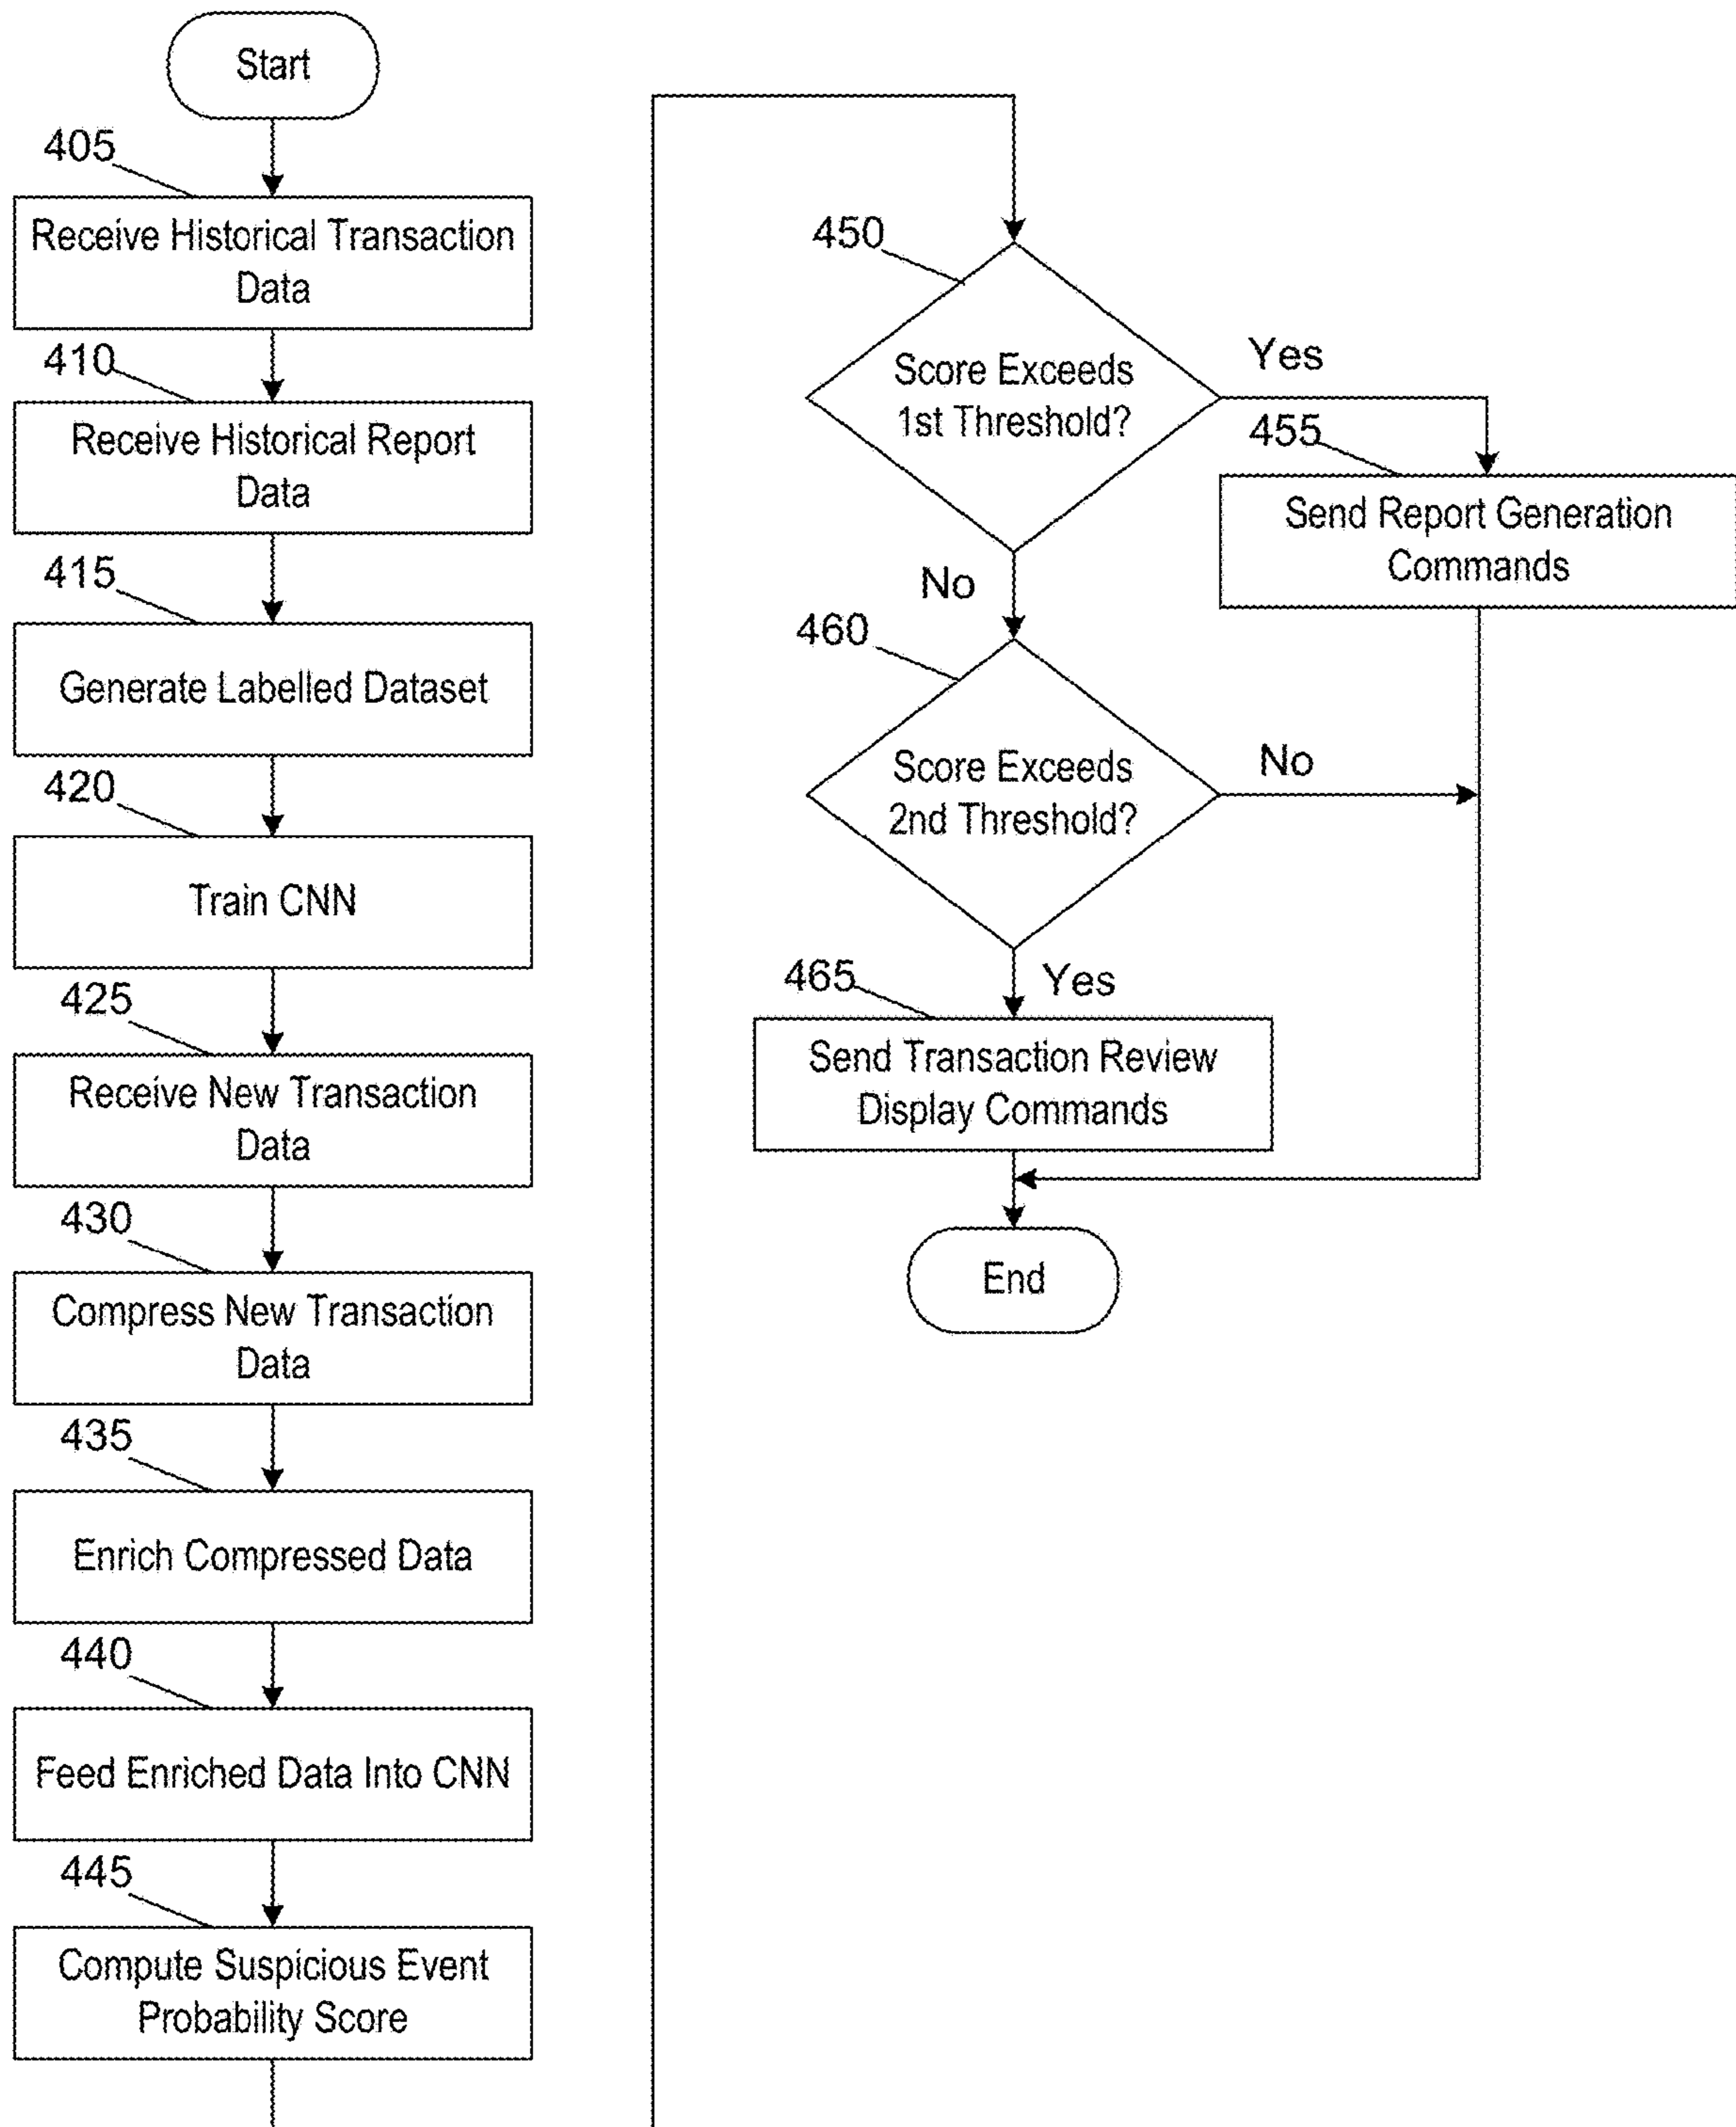 Start
405
Receive Historical Transaction
Data
410
Receive Historical Report
Data
415
Generate Labelled Dataset
420
Train CNN
425
Receive New Transaction
Data
430
Compress New Transaction
Data
435
Enrich Compressed Data
440
Feed Enriched Data Into CNN
445
Compute Suspicious Event
Probability Score
450
Score Exceeds
1st Threshold?
Yes
455
Send Report Generation
Commands
No
460
Score Exceeds
2nd Threshold?
No
Yes
465
Send Transaction Review
Display Commands
End